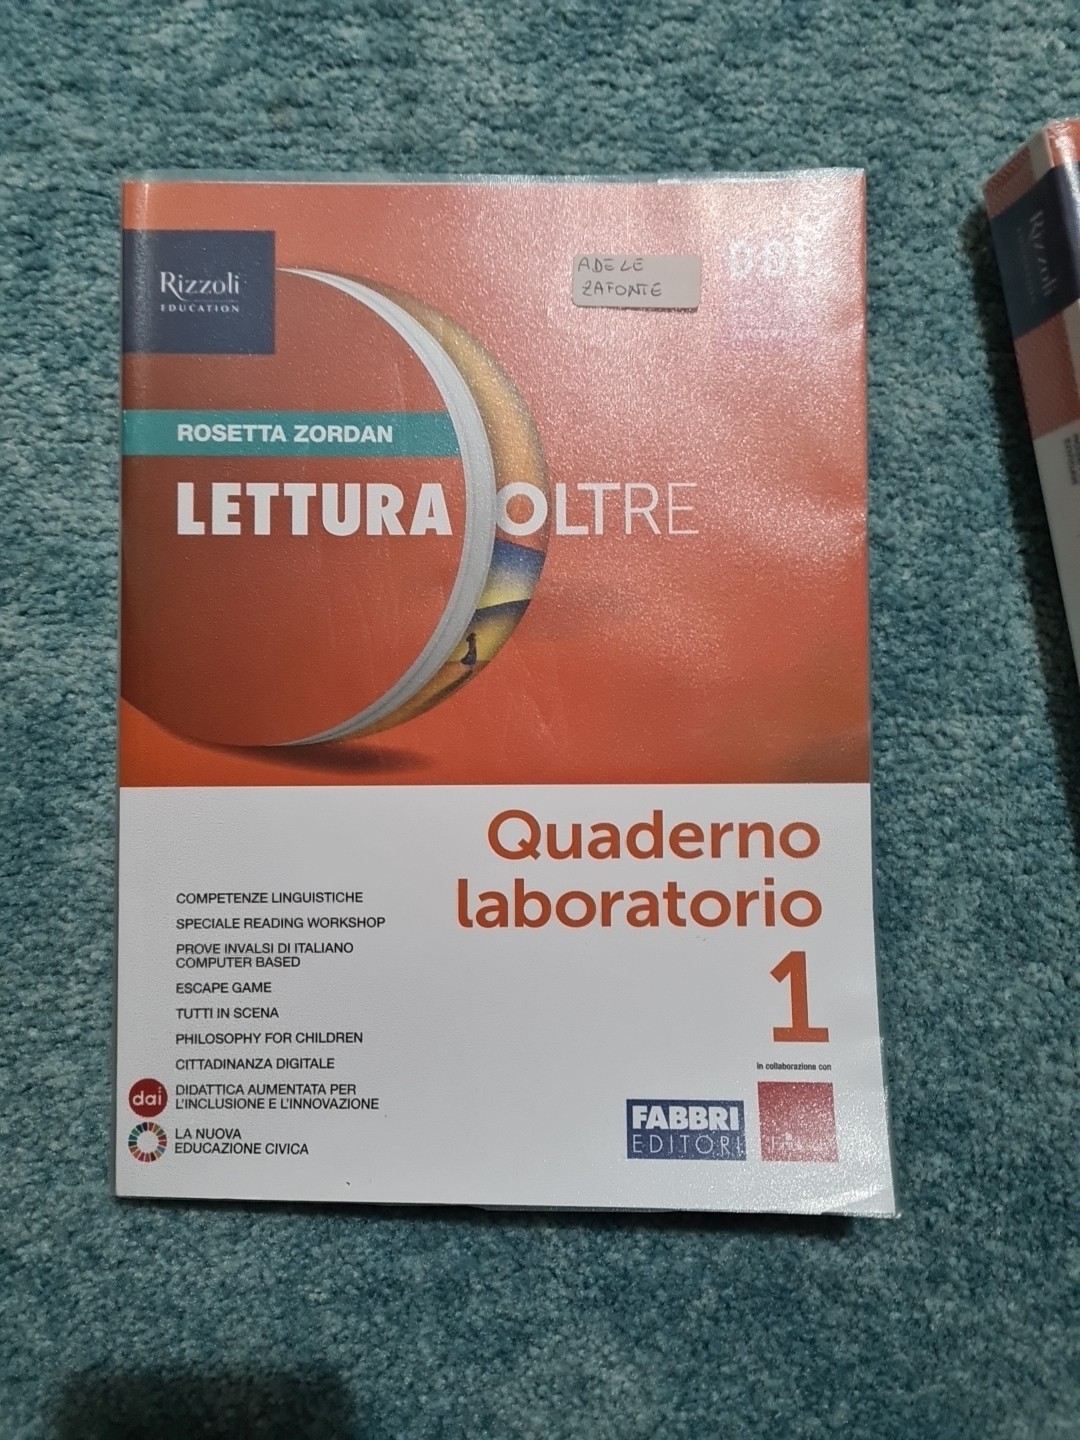 Rizzoli
EDUCATION
ADELE
ZAFONTE
ROSETTA ZORDAN
LETTURA OLTRE
Quaderno
laboratorio
1
COMPETENZE LINGUISTICHE
SPECIALE READING WORKSHOP
PROVE INVALSI DI ITALIANO
COMPUTER BASED
ESCAPE GAME
TUTTI IN SCENA
PHILOSOPHY FOR CHILDREN
CITTADINANZA DIGITALE
dai
DIDATTICA AUMENTATA PER
L'INCLUSIONE E L'INNOVAZIONE
LA NUOVA
EDUCAZIONE CIVICA
in collaborazione con
FABBRI
EDITORI
Rizzoli